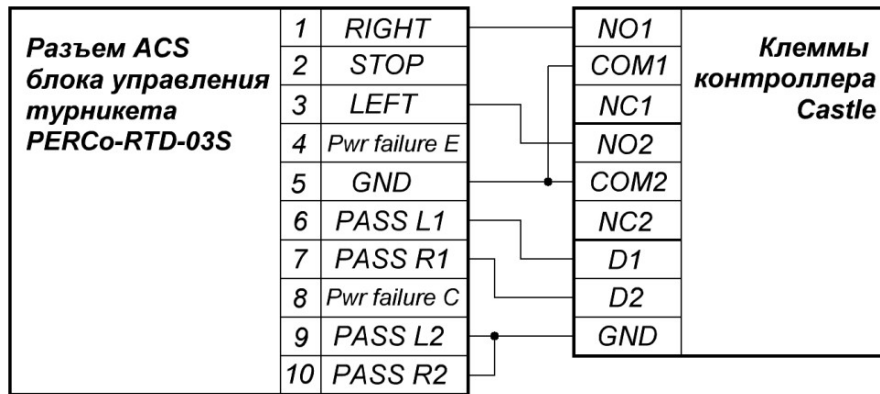 Разъем ACS
блока управления
турникета
PERCo-RTD-03S
1 RIGHT
2 STOP
3 LEFT
4 Pwr failure E
5 GND
6 PASS L1
7 PASS R1
8 Pwr failure C
9 PASS L2
10 PASS R2
NO1
COM1
NC1
NO2
COM2
NC2
D1
D2
GND
Клеммы
контроллера
Castle